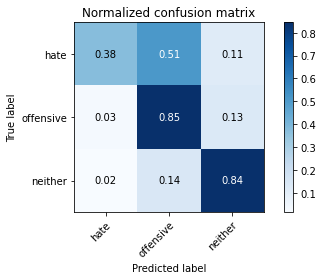 Normalized confusion matrix
True label
hate 0.38 0.51 0.11
offensive 0.03 0.85 0.13
neither 0.02 0.14 0.84
hate offensive neither
Predicted label
0.8
0.7
0.6
0.5
0.4
0.3
0.2
0.1